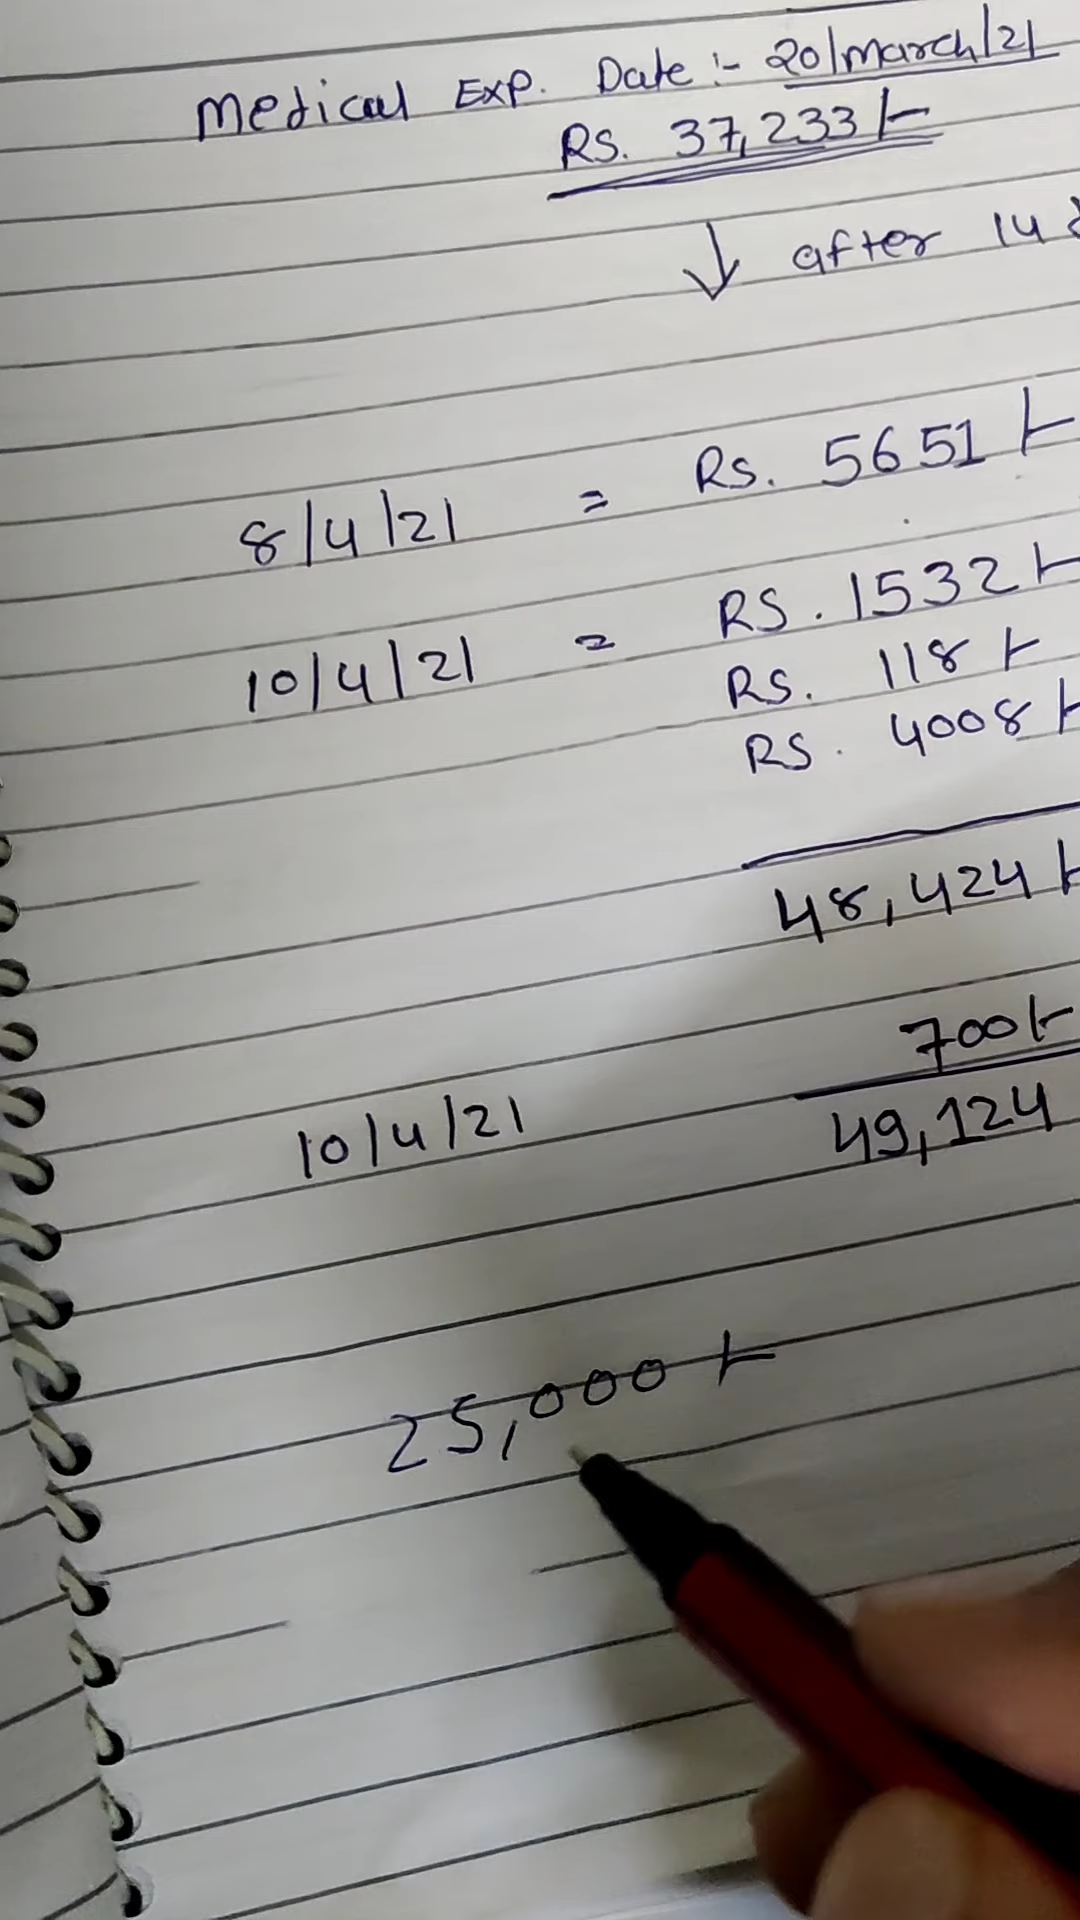 Medical Exp. Date :- 20/March/21
RS. 37,233/-
↓ after 14
8/4/21 = Rs. 5651/-
10/4/21 = RS. 1532/-
RS. 118/-
RS. 4008/-
48,424/-
700/-
10/4/21 49,124
25,000/-